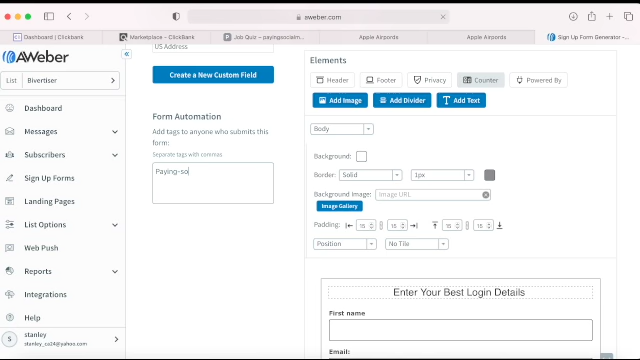 aweber.com
Dashboard | Clickbank
Marketplace - Clickbank
Job Quiz – payingsoclaim...
Apple Airpods
Apple Airpods
Sign Up Form Generator -...
AWeber
List
Bivertiser
Dashboard
Messages
Subscribers
Sign Up Forms
Landing Pages
List Options
Web Push
Reports
Integrations
Help
S
stanley
stanley_ca24@yahoo.com
US Address
Create a New Custom Field
Form Automation
Add tags to anyone who submits this
form:
Separate tags with commas
Paying-so
Elements
Header
Footer
Privacy
Counter
Powered By
Add Image
Add Divider
Add Text
Body
Background:
Border:
Solid
1px
Background Image:
Image URL
Image Gallery
Padding:
15
15
15
15
Position
No Tile
Enter Your Best Login Details
First name
Email: